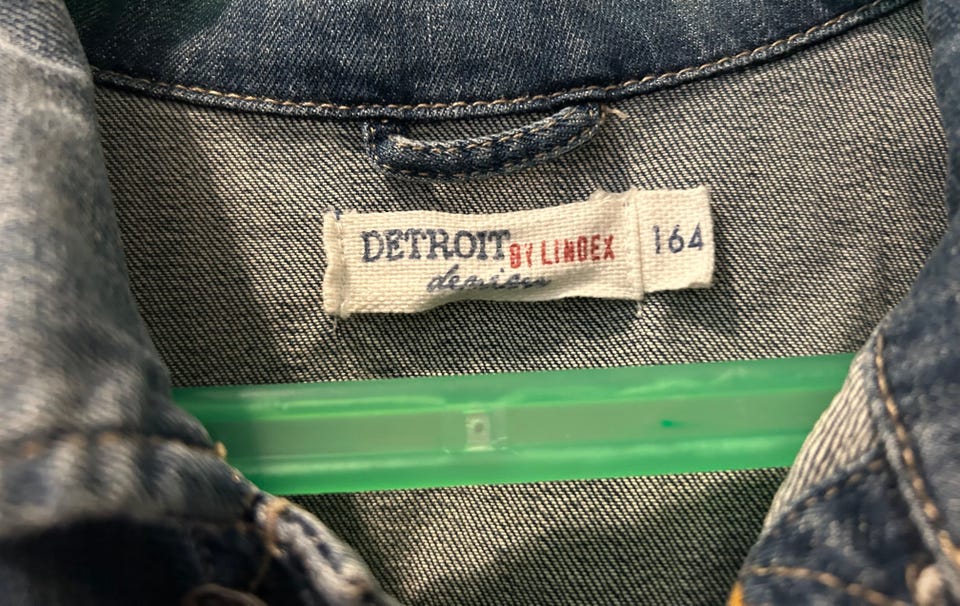 DETROIT BY LINDEX 164
denim